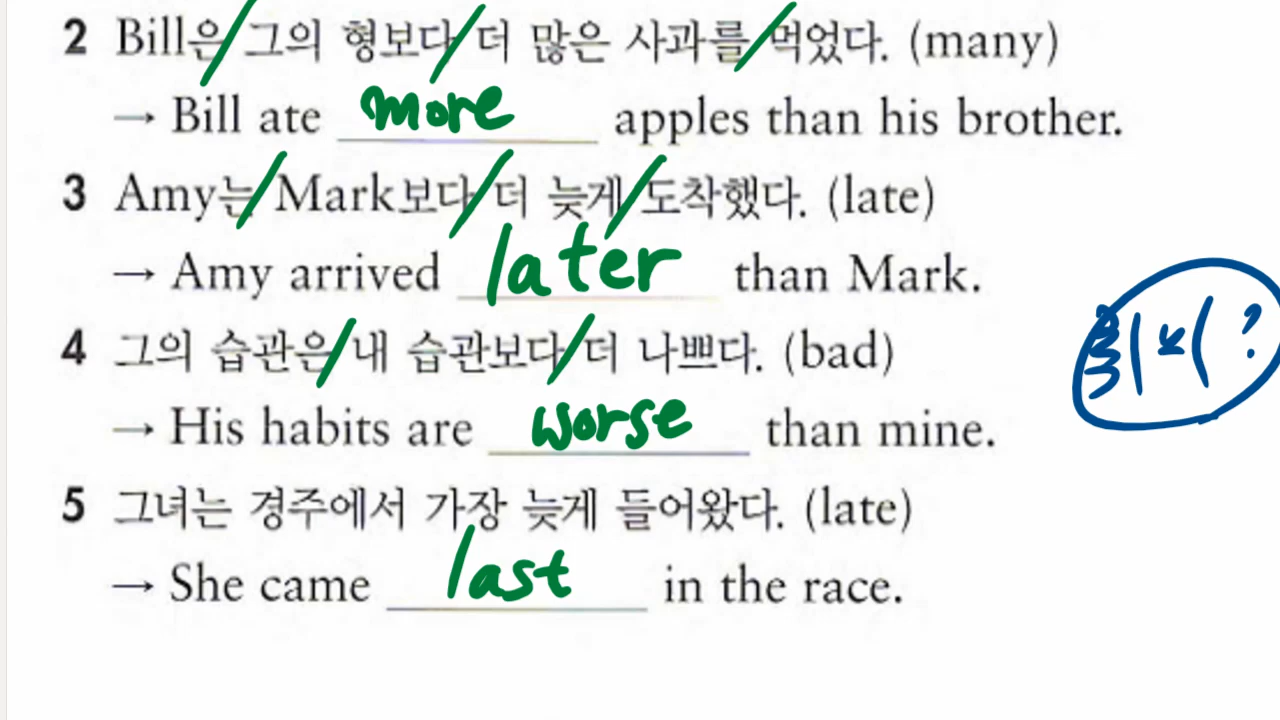 2 Bill은/그의 형보다/더 많은 사과를/먹었다. (many)
→ Bill ate more apples than his brother.
3 Amy는/Mark보다/더 늦게/도착했다. (late)
→ Amy arrived later than Mark.
4 그의 습관은/내 습관보다/더 나쁘다. (bad)
→ His habits are worse than mine.
5 그녀는 경주에서 가장 늦게 들어왔다. (late)
→ She came last in the race.